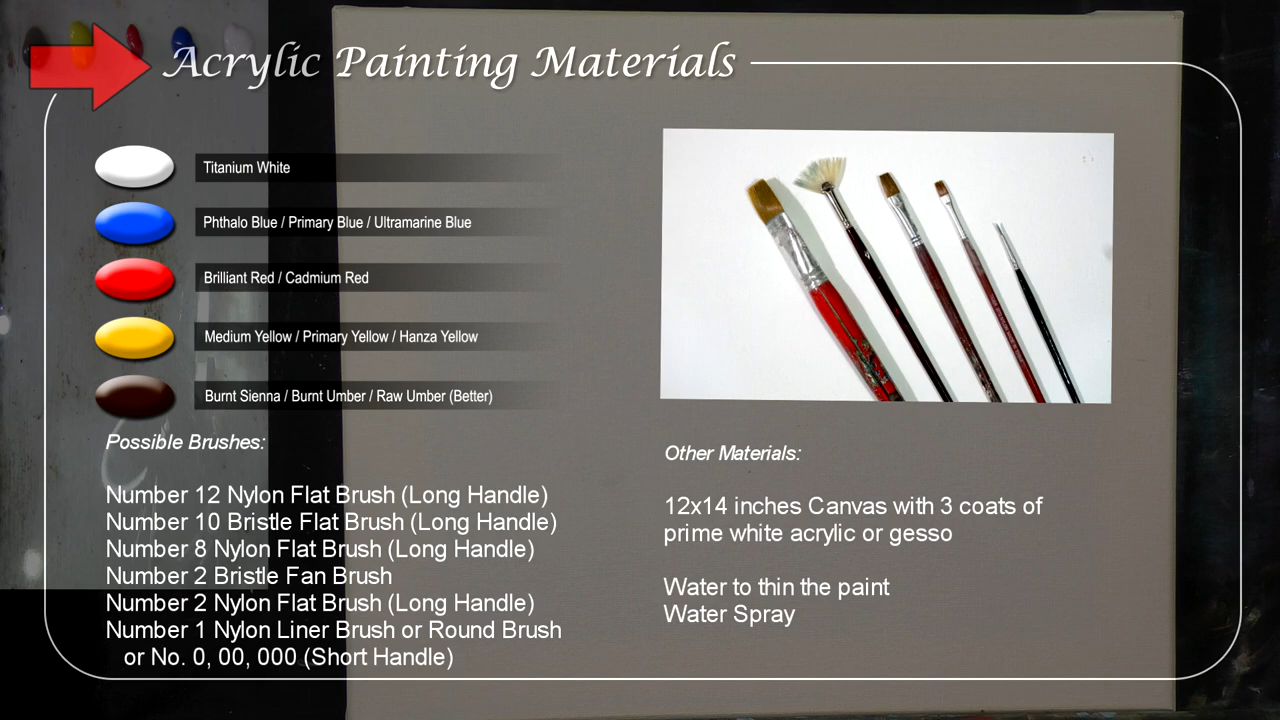 Acrylic Painting Materials
Titanium White
Phthalo Blue / Primary Blue / Ultramarine Blue
Brilliant Red / Cadmium Red
Medium Yellow / Primary Yellow / Hanza Yellow
Burnt Sienna / Burnt Umber / Raw Umber (Better)
Possible Brushes:
Number 12 Nylon Flat Brush (Long Handle)
Number 10 Bristle Flat Brush (Long Handle)
Number 8 Nylon Flat Brush (Long Handle)
Number 2 Bristle Fan Brush
Number 2 Nylon Flat Brush (Long Handle)
Number 1 Nylon Liner Brush or Round Brush
or No. 0, 00, 000 (Short Handle)
Other Materials:
12x14 inches Canvas with 3 coats of
prime white acrylic or gesso
Water to thin the paint
Water Spray